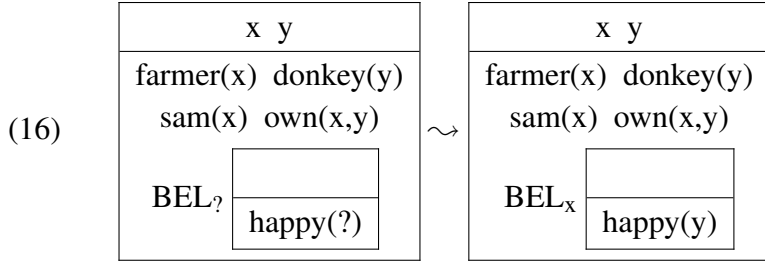 x y x y
farmer(x) donkey(y) farmer(x) donkey(y)
(16) sam(x) own(x,y) ⤳ sam(x) own(x,y)
BEL? BELx
happy(?) happy(y)